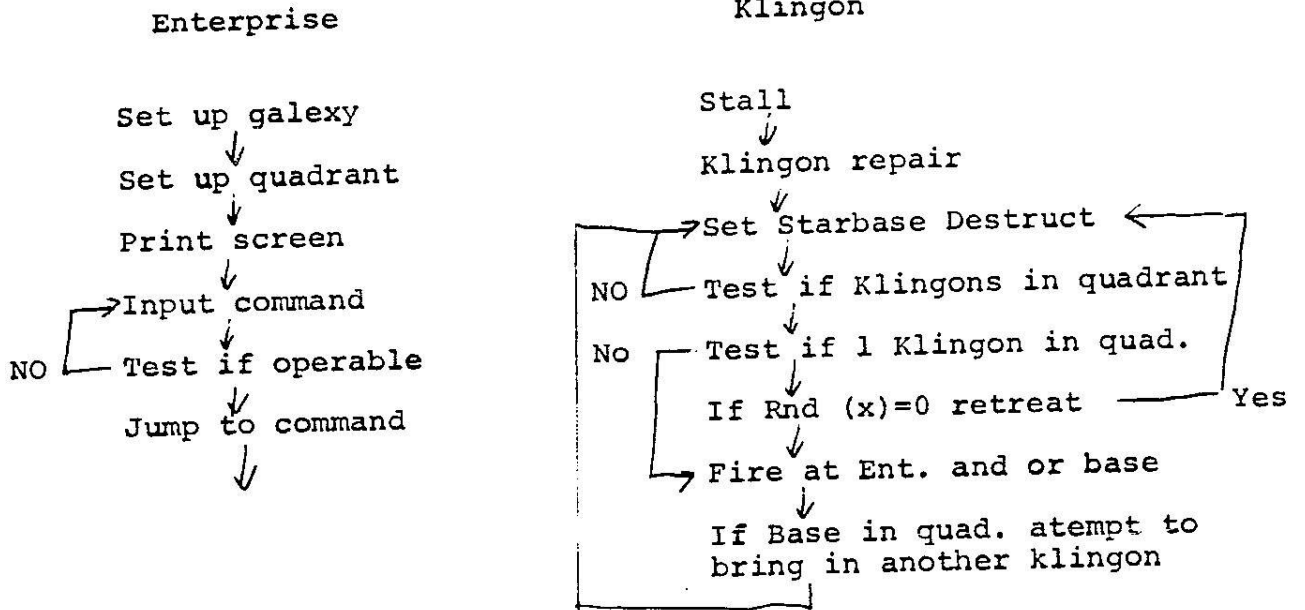 Enterprise
Set up galexy
Set up quadrant
Print screen
Input command
NO
Test if operable
Jump to command
Klingon
Stall
Klingon repair
Set Starbase Destruct
NO
Test if Klingons in quadrant
No
Test if 1 Klingon in quad.
If Rnd (x)=0 retreat
Yes
Fire at Ent. and or base
If Base in quad. atempt to
bring in another klingon